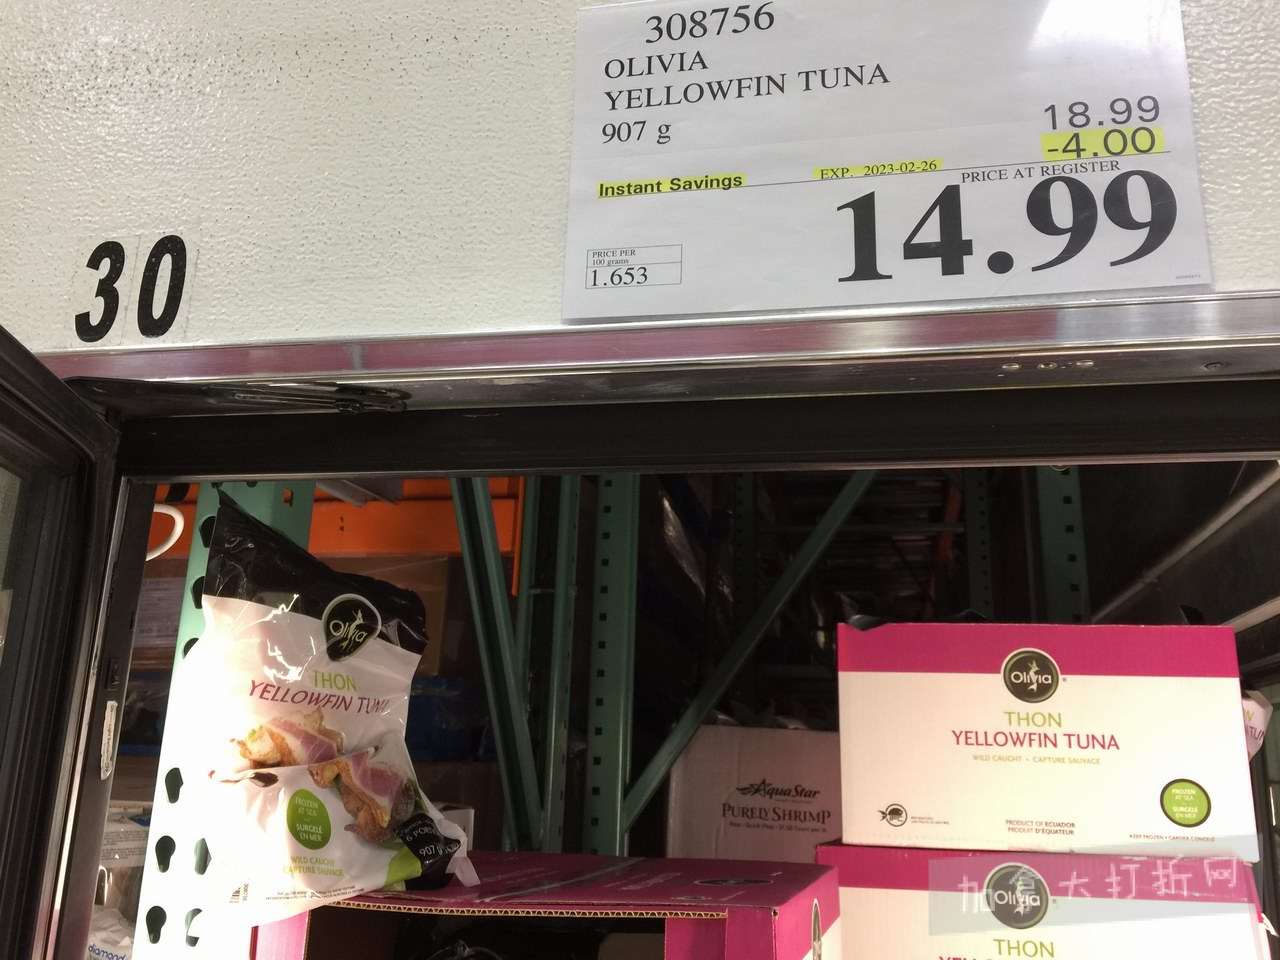 308756
OLIVIA
YELLOWFIN TUNA
907 g
18.99
-4.00
Instant Savings
EXP. 2023-02-26
PRICE AT REGISTER
14.99
PRICE PER
100 grams
1.653
30
Olivia
THON
YELLOWFIN TUNA
FROZEN
AT SEA
SURGELÉ
EN MER
WILD CAUGHT
CAPTURE SAUVAGE
907
Olivia
THON
YELLOWFIN TUNA
WILD CAUGHT • CAPTURE SAUVAGE
FROZEN
AT SEA
SURGELÉ
EN MER
PRODUCT OF ECUADOR
PRODUIT D'ÉQUATEUR
AquaStar
PURELY SHRIMP
Olivia
THON
diamond
加拿大打折网